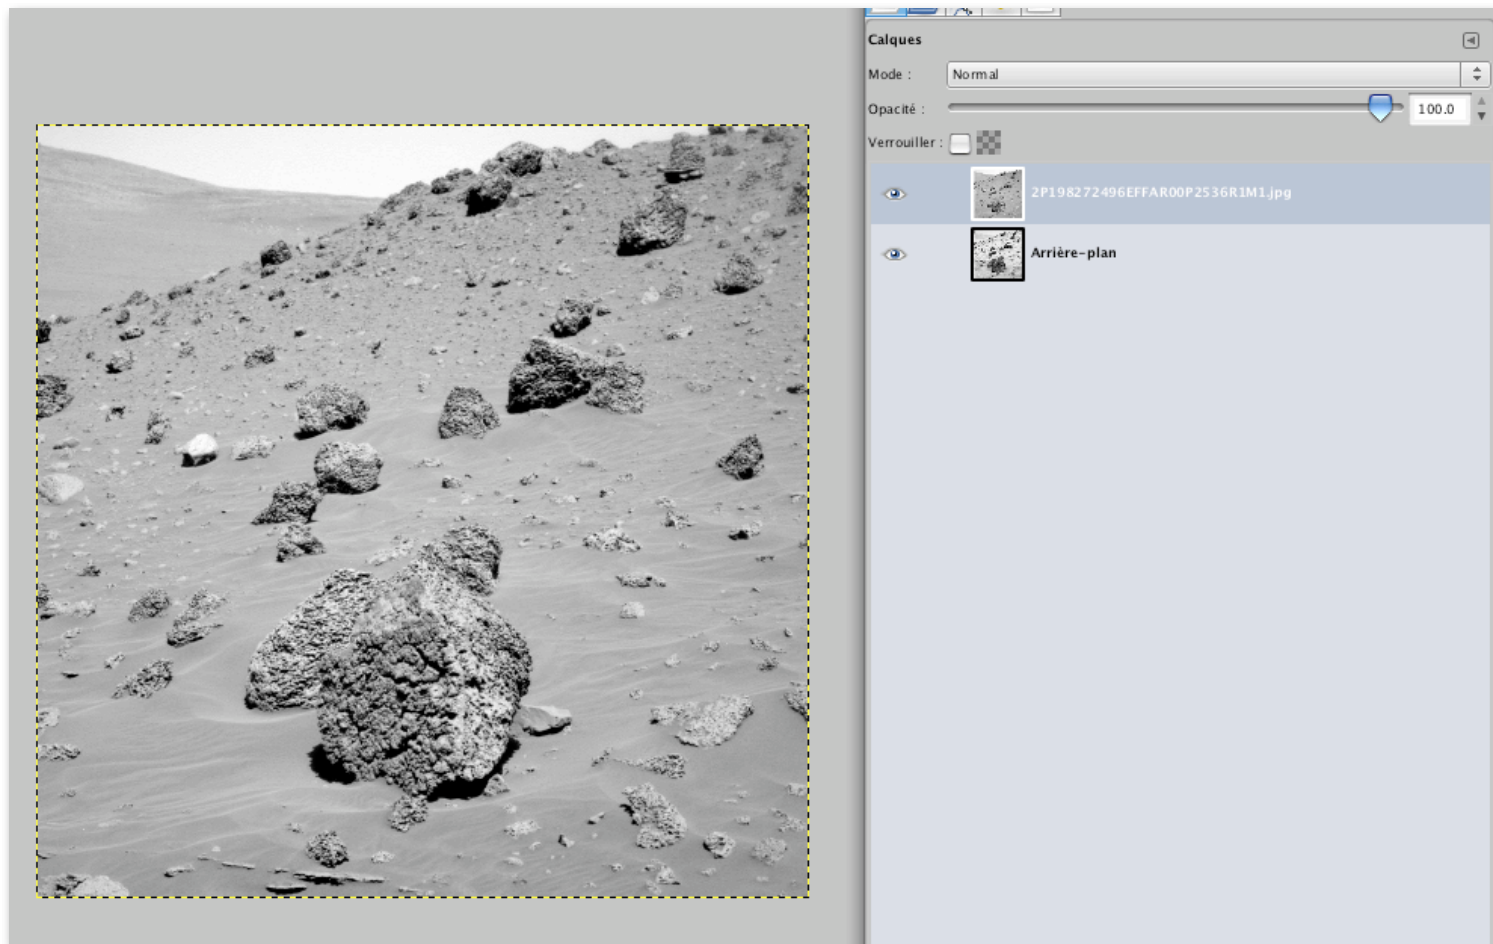 Calques
Mode : Normal
Opacité : 100.0
Verrouiller :
2P198272496EFFAR00P2536R1M1.jpg
Arrière-plan